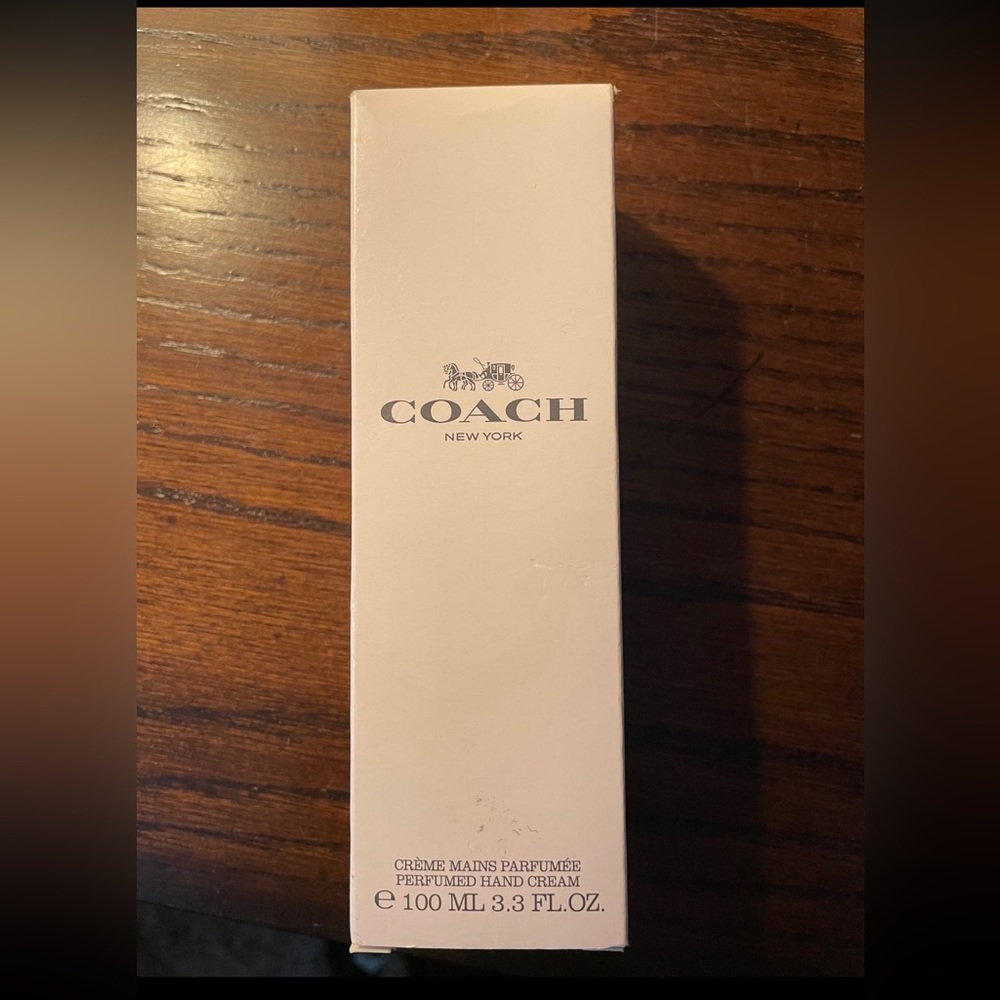 COACH
NEW YORK
CRÈME MAINS PARFUMÉE
PERFUMED HAND CREAM
℮ 100 ML 3.3 FL.OZ.